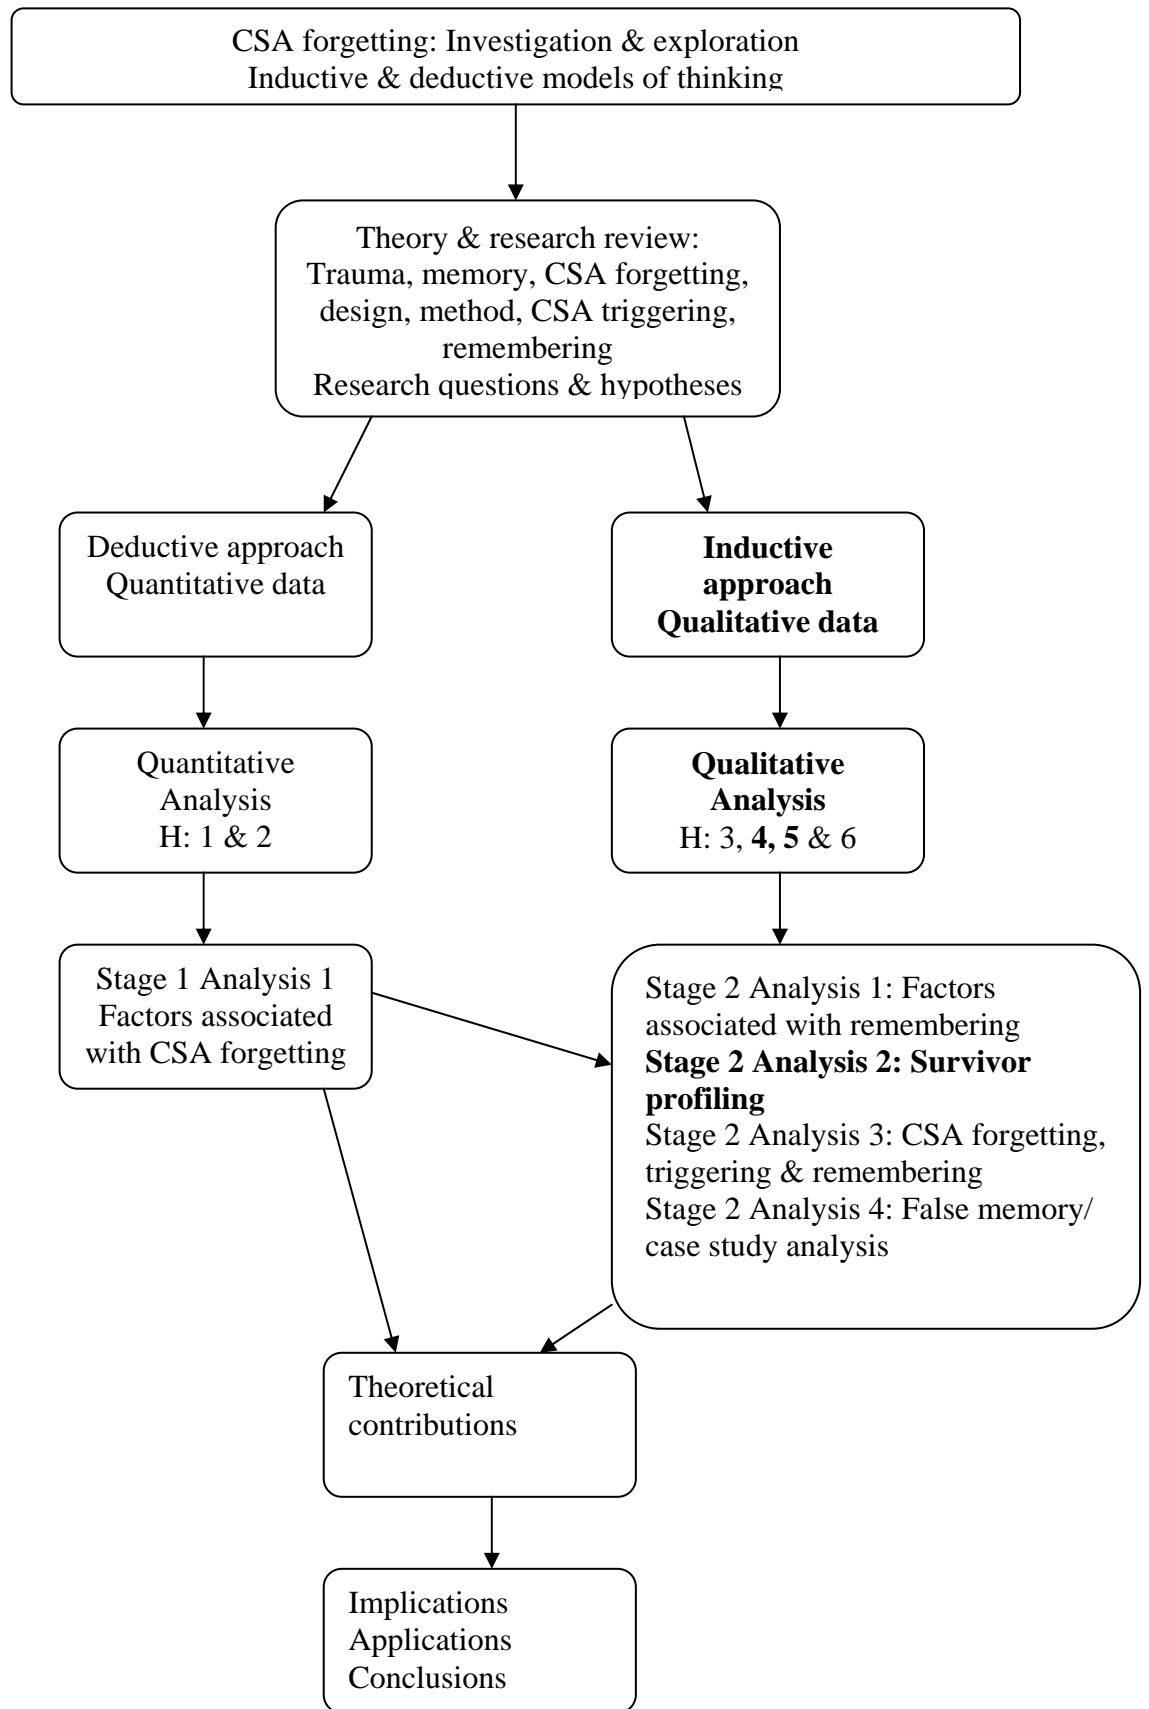 CSA forgetting: Investigation & exploration
Inductive & deductive models of thinking
Theory & research review:
Trauma, memory, CSA forgetting,
design, method, CSA triggering,
remembering
Research questions & hypotheses
Deductive approach
Quantitative data
Inductive
approach
Qualitative data
Quantitative
Analysis
H: 1 & 2
Qualitative
Analysis
H: 3, 4, 5 & 6
Stage 1 Analysis 1
Factors associated
with CSA forgetting
Stage 2 Analysis 1: Factors
associated with remembering
Stage 2 Analysis 2: Survivor
profiling
Stage 2 Analysis 3: CSA forgetting,
triggering & remembering
Stage 2 Analysis 4: False memory/
case study analysis
Theoretical
contributions
Implications
Applications
Conclusions